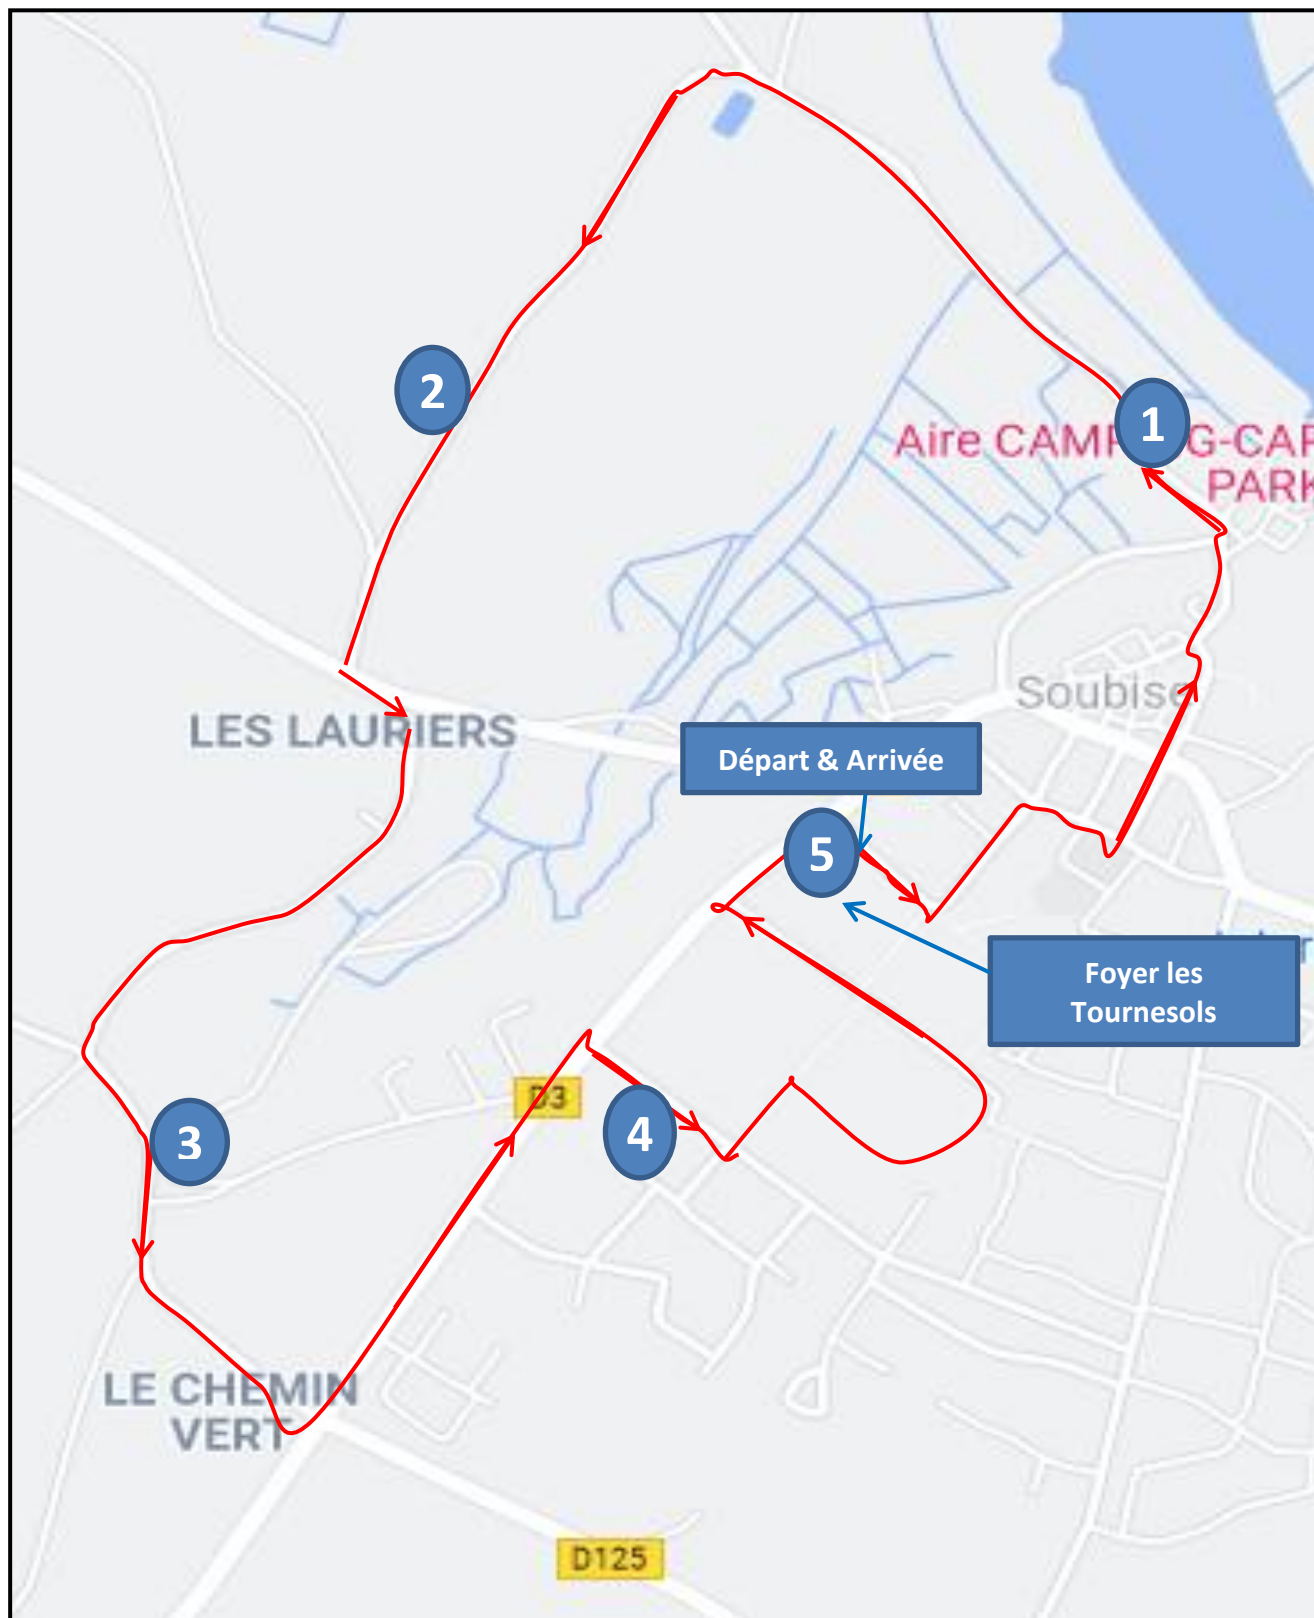 2
1
Aire CAMP G-CAR
PARK
Soubise
LES LAURIERS
Départ & Arrivée
5
Foyer les
Tournesols
D3
4
3
LE CHEMIN
VERT
D125